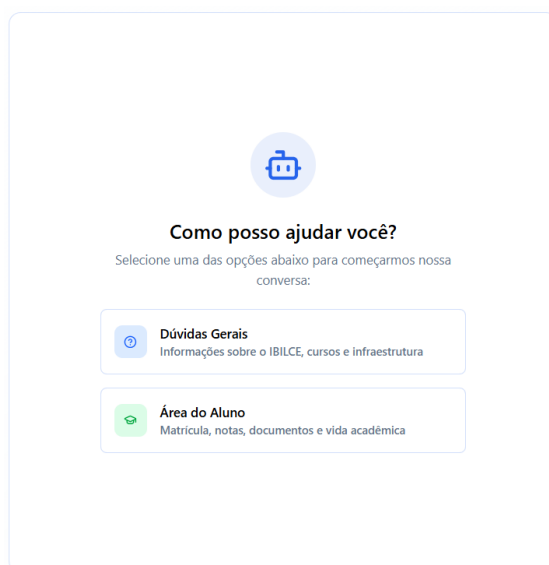 Como posso ajudar você?
Selecione uma das opções abaixo para começarmos nossa
conversa:
Dúvidas Gerais
Informações sobre o IBILCE, cursos e infraestrutura
Área do Aluno
Matrícula, notas, documentos e vida acadêmica